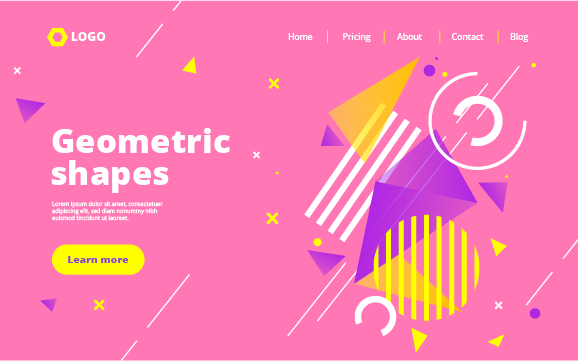 LOGO
Home
Pricing
About
Contact
Blog
Geometric
shapes
Lorem ipsum dolor sit amet, consectetuer
adipiscing elit, sed diam nonummy nibh
euismod tincidunt ut laoreet.
Learn more